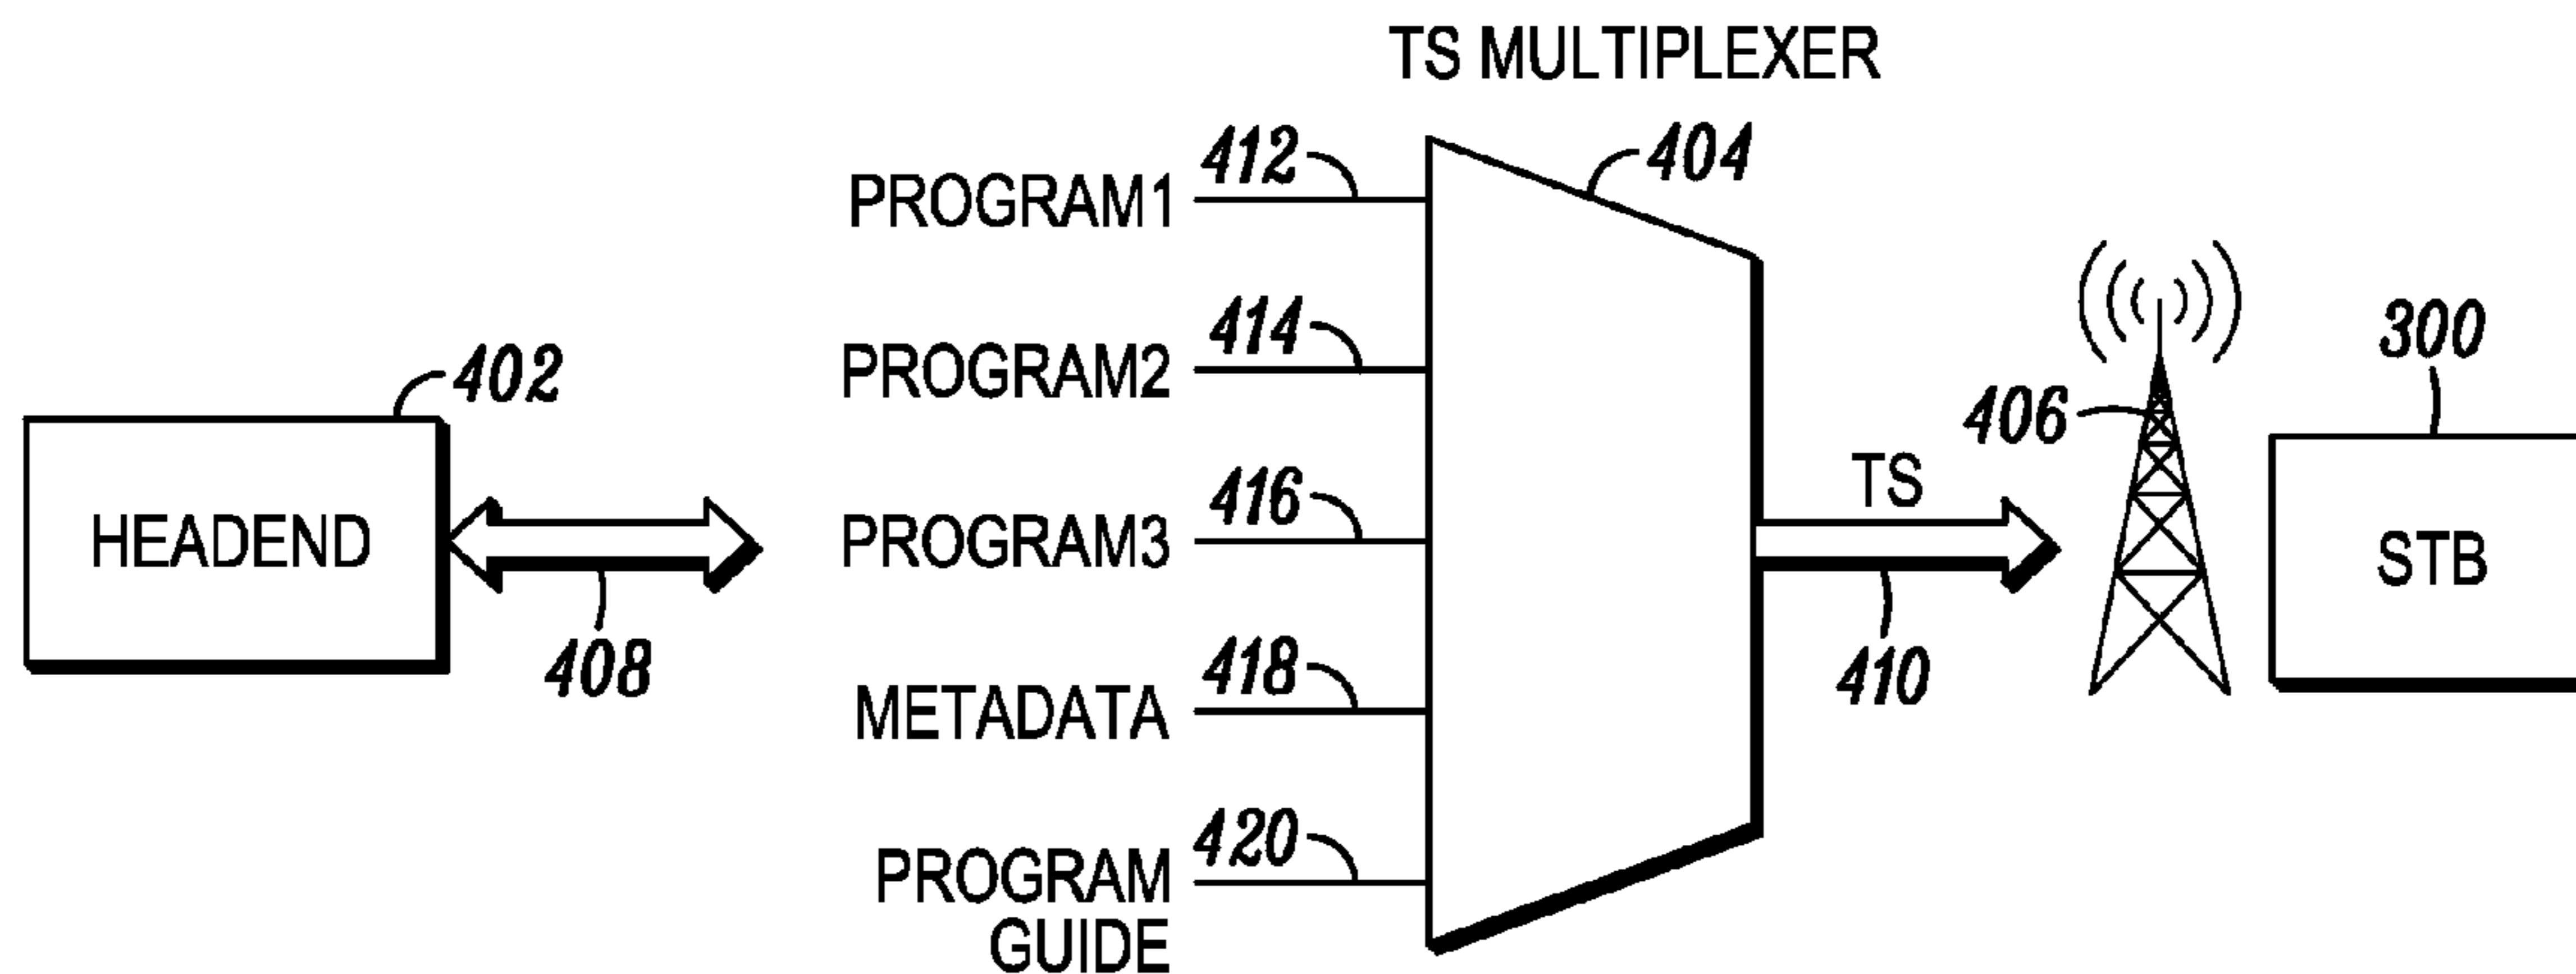 TS MULTIPLEXER
404
PROGRAM1 412
PROGRAM2 414
PROGRAM3 416
METADATA 418
PROGRAM 420
GUIDE
402
HEADEND
408
TS
410
406
300
STB